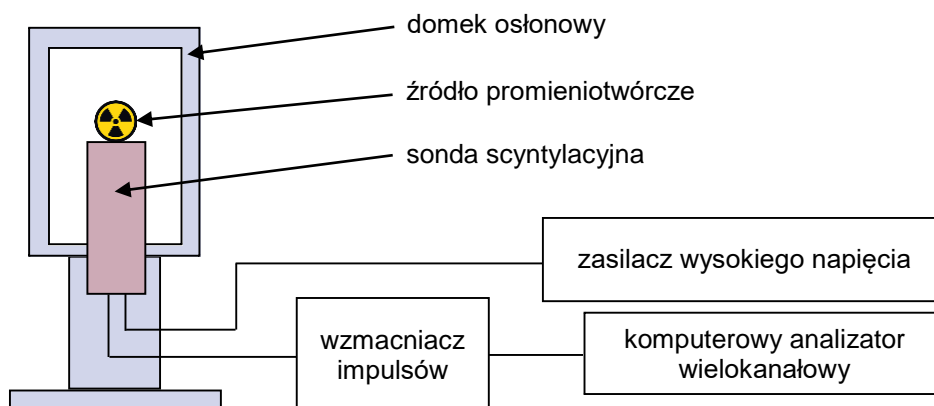 domek osłonowy
źródło promieniotwórcze
sonda scyntylacyjna
zasilacz wysokiego napięcia
wzmacniacz
impulsów
komputerowy analizator
wielokanałowy